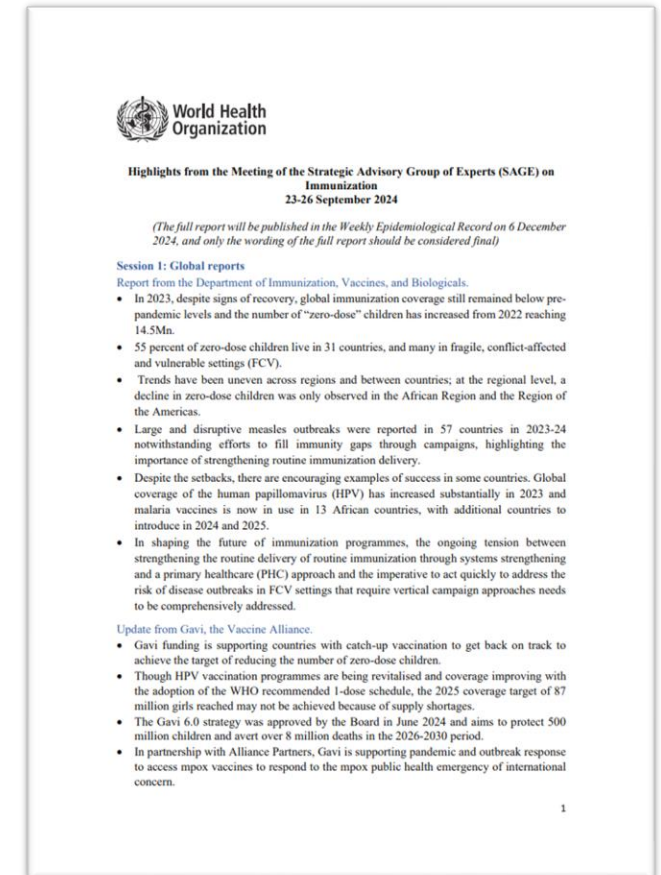 World Health
Organization
Highlights from the Meeting of the Strategic Advisory Group of Experts (SAGE) on
Immunization
23-26 September 2024
(The full report will be published in the Weekly Epidemiological Record on 6 December
2024, and only the wording of the full report should be considered final)
Session 1: Global reports
Report from the Department of Immunization, Vaccines, and Biologicals.
• In 2023, despite signs of recovery, global immunization coverage still remained below pre-
pandemic levels and the number of “zero-dose” children has increased from 2022 reaching
14.5Mn.
• 55 percent of zero-dose children live in 31 countries, and many in fragile, conflict-affected
and vulnerable settings (FCV).
• Trends have been uneven across regions and between countries; at the regional level, a
decline in zero-dose children was only observed in the African Region and the Region of
the Americas.
• Large and disruptive measles outbreaks were reported in 57 countries in 2023-24
notwithstanding efforts to fill immunity gaps through campaigns, highlighting the
importance of strengthening routine immunization delivery.
• Despite the setbacks, there are encouraging examples of success in some countries. Global
coverage of the human papillomavirus (HPV) has increased substantially in 2023 and
malaria vaccines is now in use in 13 African countries, with additional countries to
introduce in 2024 and 2025.
• In shaping the future of immunization programmes, the ongoing tension between
strengthening the routine delivery of routine immunization through systems strengthening
and a primary healthcare (PHC) approach and the imperative to act quickly to address the
risk of disease outbreaks in FCV settings that require vertical campaign approaches needs
to be comprehensively addressed.
Update from Gavi, the Vaccine Alliance.
• Gavi funding is supporting countries with catch-up vaccination to get back on track to
achieve the target of reducing the number of zero-dose children.
• Though HPV vaccination programmes are being revitalised and coverage improving with
the adoption of the WHO recommended 1-dose schedule, the 2025 coverage target of 87
million girls reached may not be achieved because of supply shortages.
• The Gavi 6.0 strategy was approved by the Board in June 2024 and aims to protect 500
million children and avert over 8 million deaths in the 2026-2030 period.
• In partnership with Alliance Partners, Gavi is supporting pandemic and outbreak response
to access mpox vaccines to respond to the mpox public health emergency of international
concern.
1